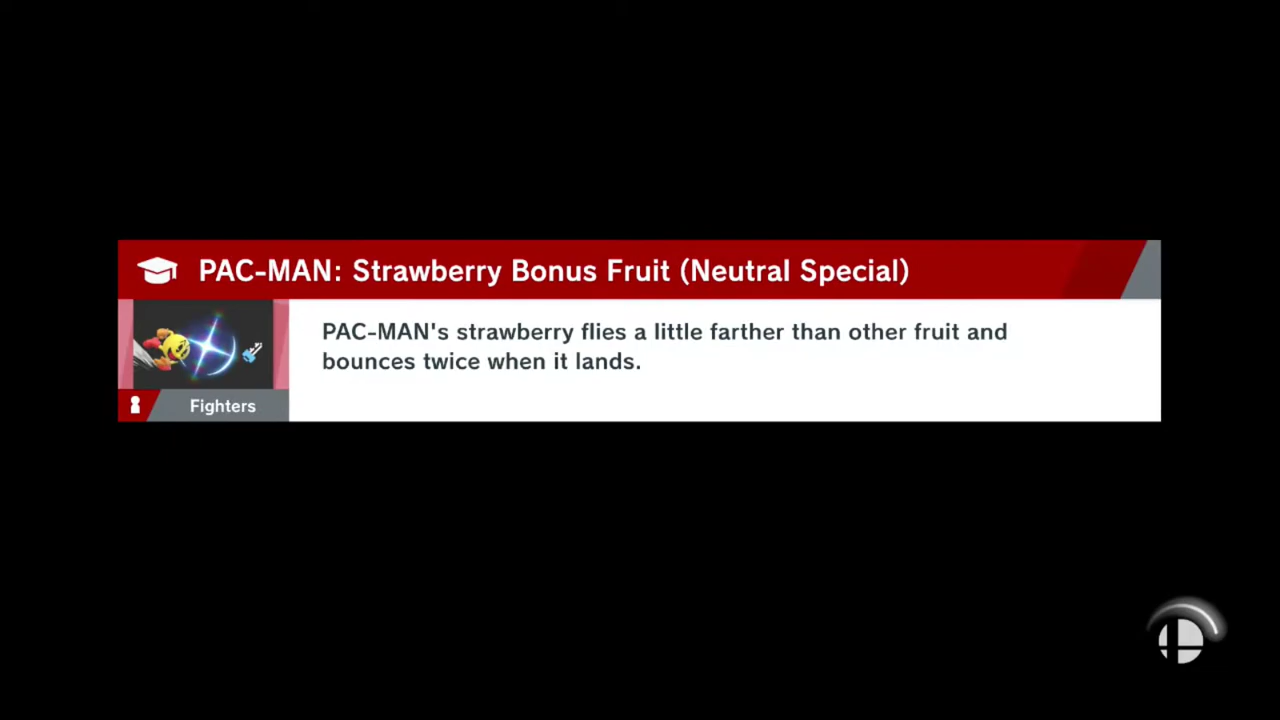 PAC-MAN: Strawberry Bonus Fruit (Neutral Special)
PAC-MAN's strawberry flies a little farther than other fruit and
bounces twice when it lands.
Fighters